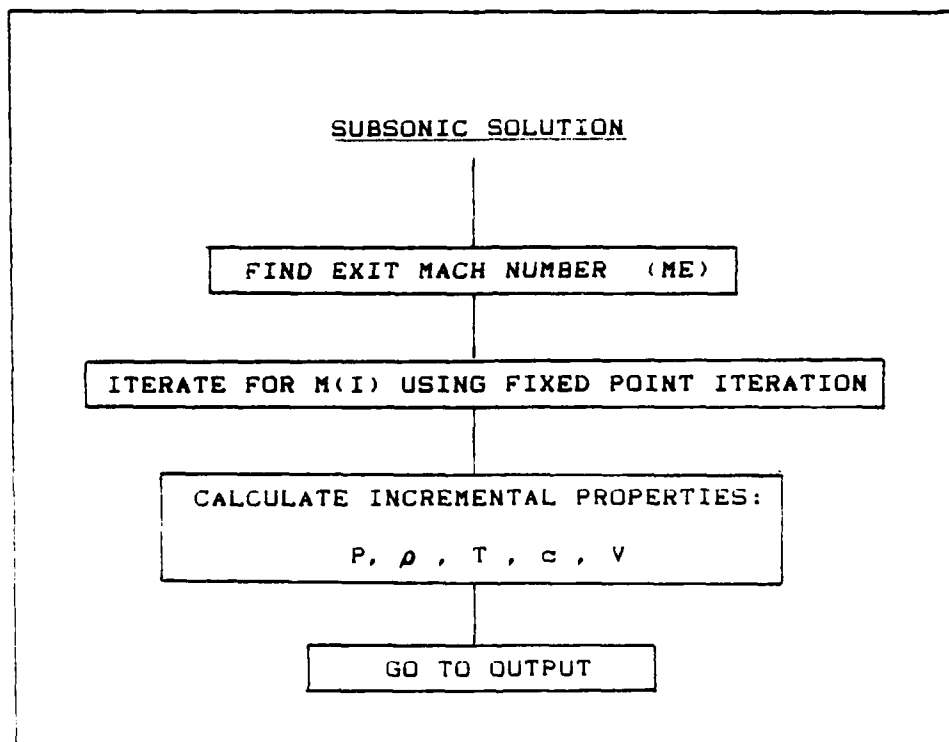 SUBSONIC SOLUTION
FIND EXIT MACH NUMBER (ME)
ITERATE FOR M(I) USING FIXED POINT ITERATION
CALCULATE INCREMENTAL PROPERTIES:
P, ρ , T , c , V
GO TO OUTPUT